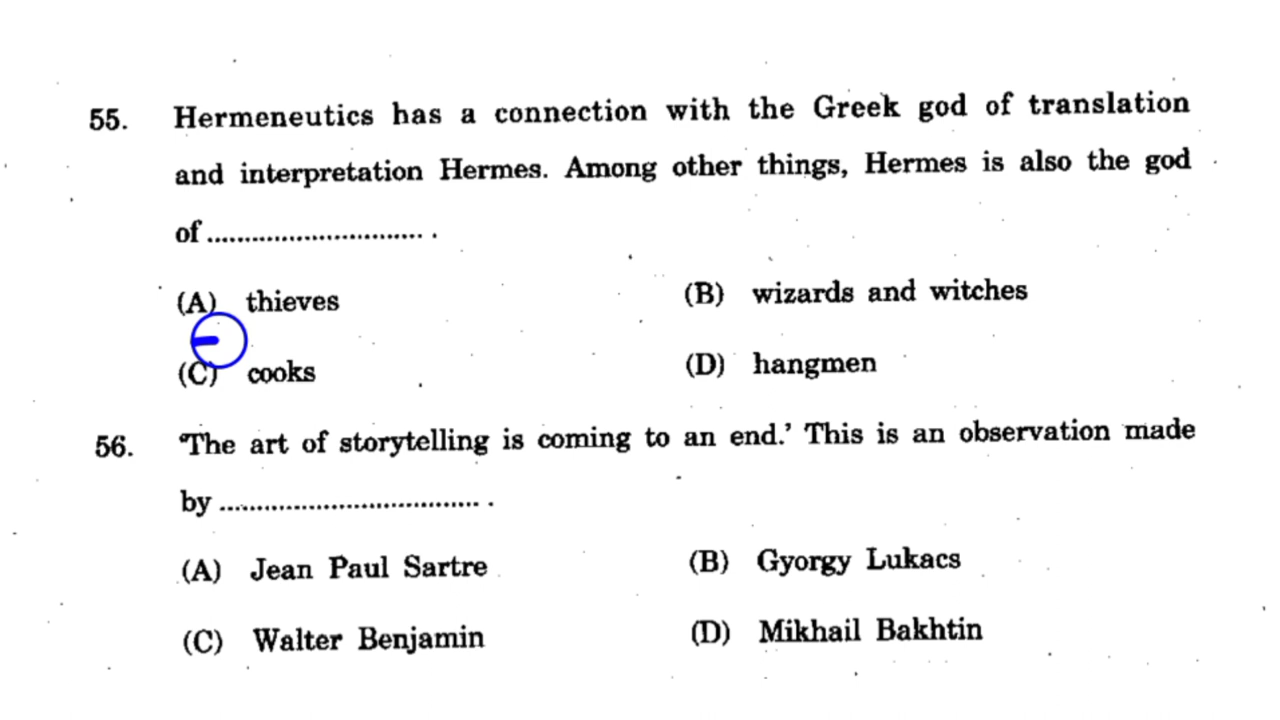 55. Hermeneutics has a connection with the Greek god of translation
and interpretation Hermes. Among other things, Hermes is also the god
of ............................. .
(A) thieves (B) wizards and witches
(C) cooks (D) hangmen
56. 'The art of storytelling is coming to an end.' This is an observation made
by ................................... .
(A) Jean Paul Sartre (B) Gyorgy Lukacs
(C) Walter Benjamin (D) Mikhail Bakhtin